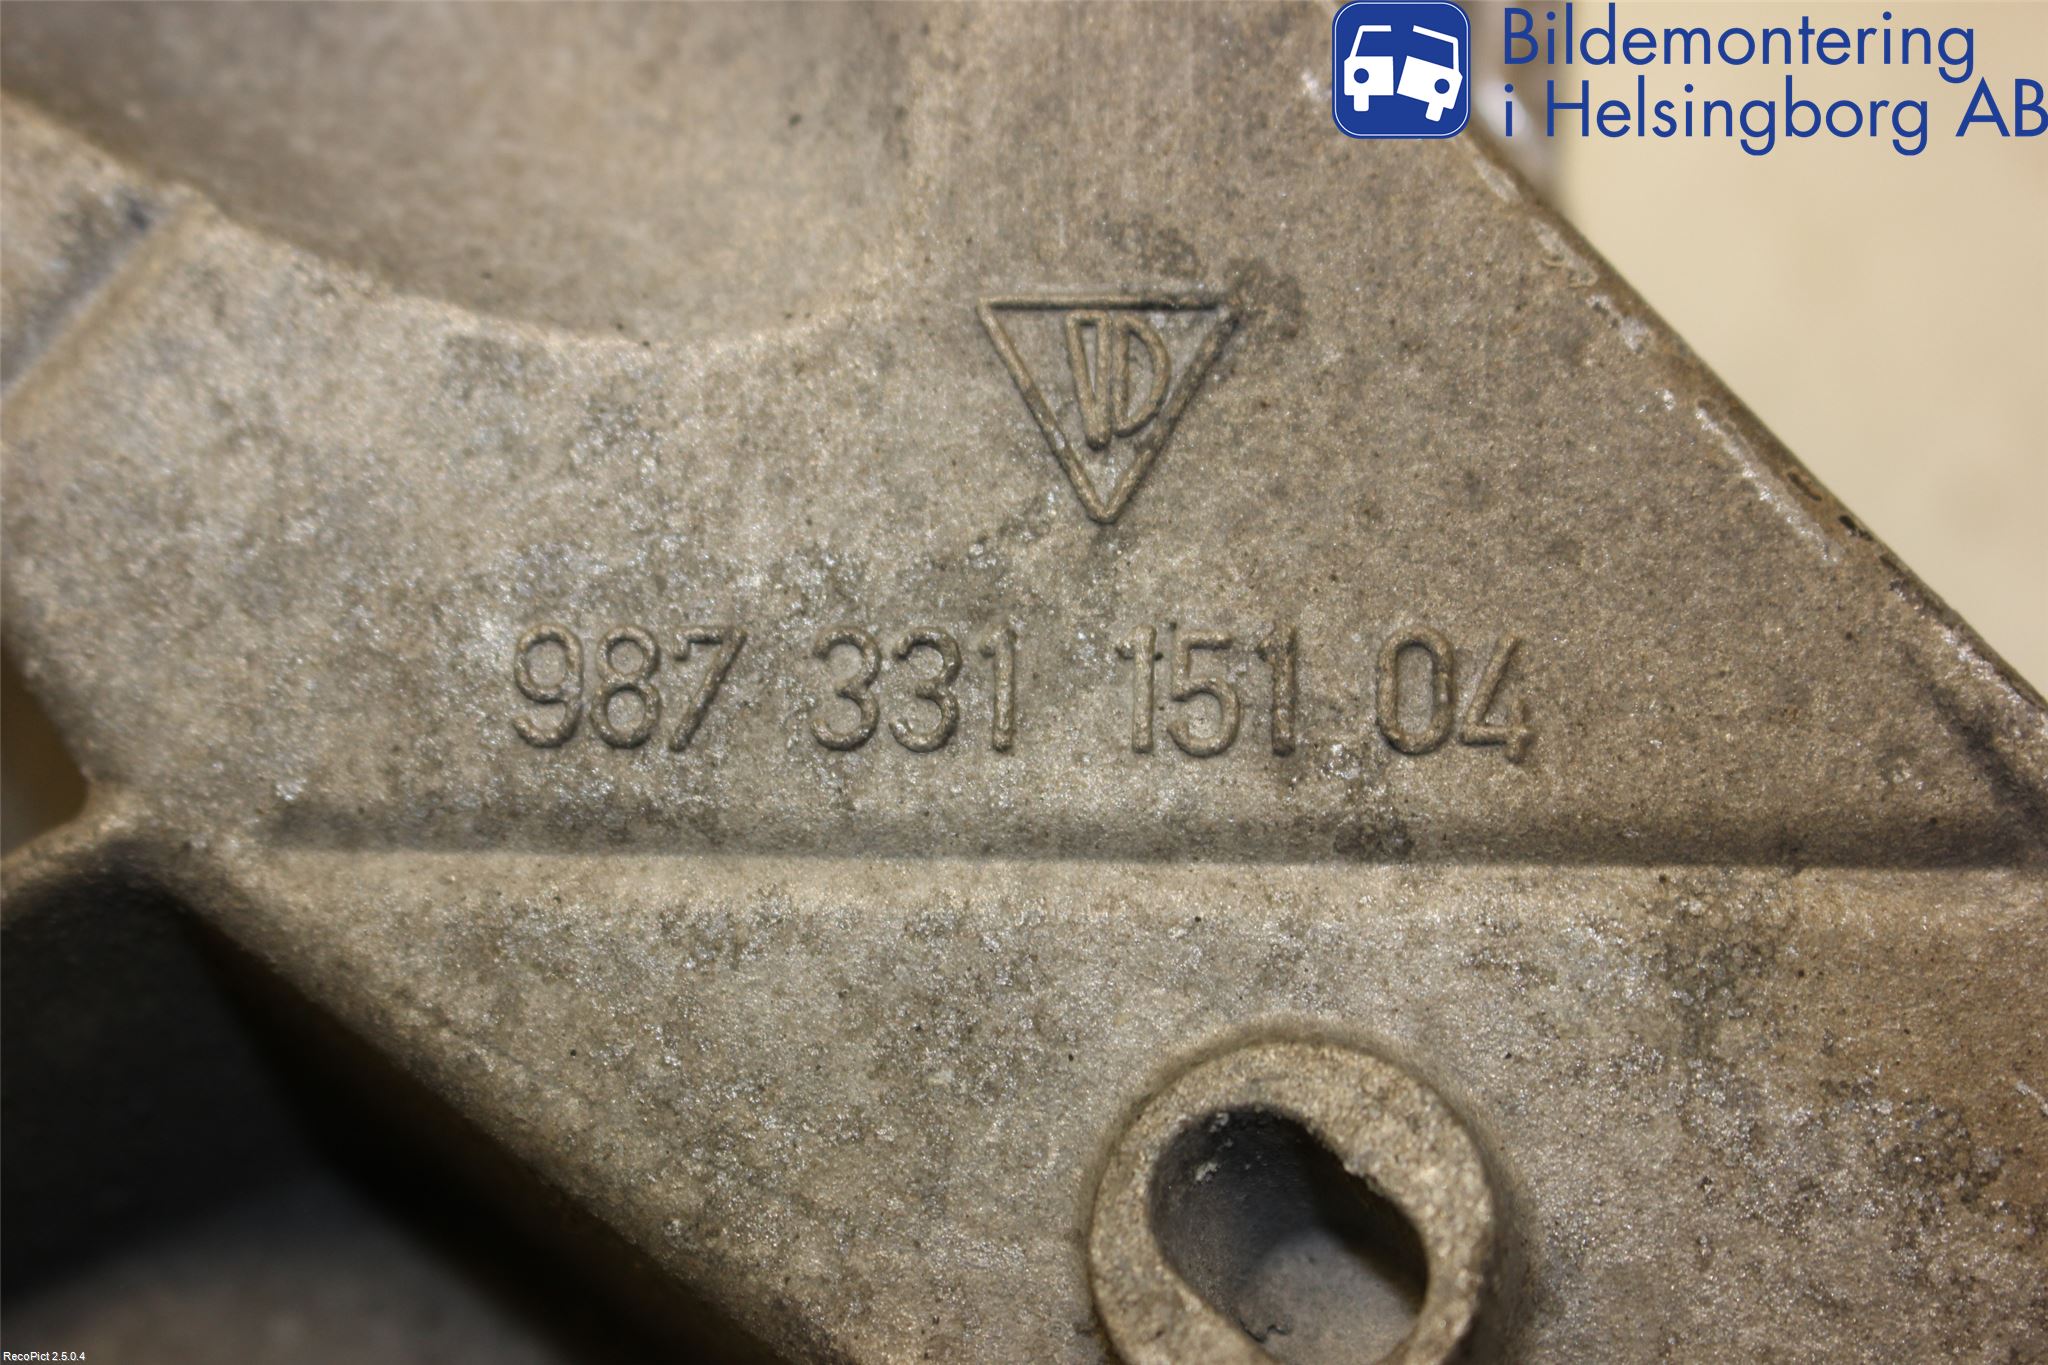 Bildemontering
i Helsingborg AB
987 331 151 04
RecoPict 2.5.0.4